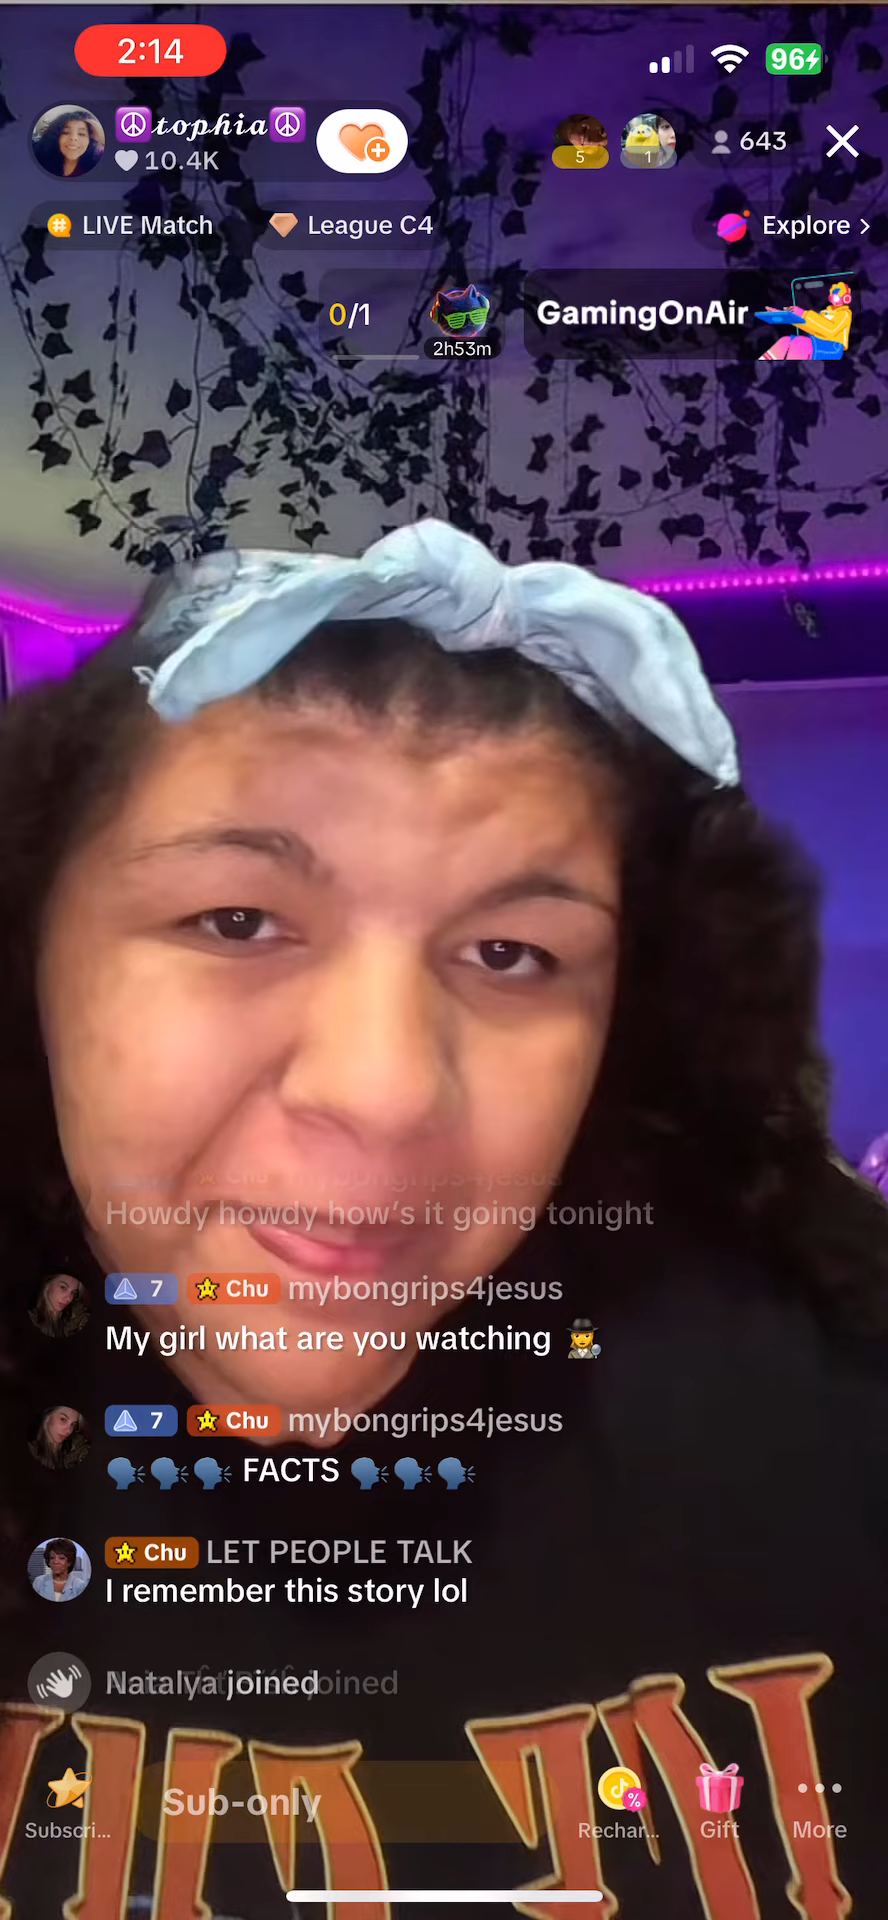 2:14
96
☮️𝓽𝓸𝓹𝓱𝓲𝓪☮️
10.4K
5
1
643
LIVE Match
League C4
Explore >
0/1
2h53m
GamingOnAir
Chu mybongrips4jesus
Howdy howdy how's it going tonight
7 Chu mybongrips4jesus
My girl what are you watching 🕵️‍♀️
7 Chu mybongrips4jesus
🗣️🗣️🗣️ FACTS 🗣️🗣️🗣️
Chu LET PEOPLE TALK
I remember this story lol
Natalya joined
Sub-only
Subscri...
Rechar...
Gift
More